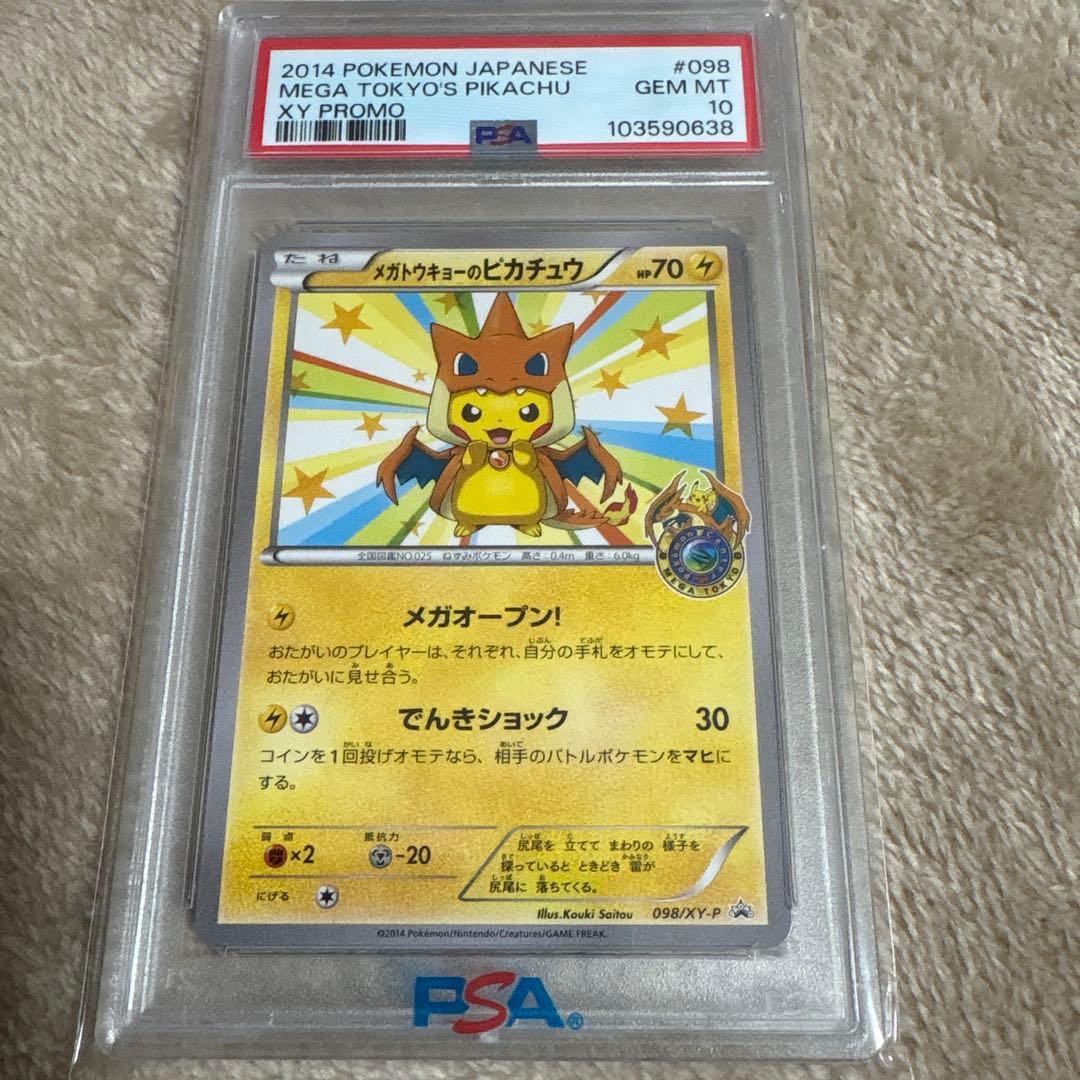 2014 POKEMON JAPANESE #098
MEGA TOKYO'S PIKACHU GEM MT
XY PROMO 10
PSA 103590638
たね メガトウキョーのピカチュウ HP70
Pokémon Center
MEGA TOKYO
全国図鑑NO.025 ねずみポケモン 高さ:0.4m 重さ:6.0kg
メガオープン!
おたがいのプレイヤーは、それぞれ、自分の手札をオモテにして、
おたがいに見せ合う。
でんきショック 30
コインを1回投げオモテなら、相手のバトルポケモンをマヒに
する。
弱点 抵抗力
×2 -20
にげる
尻尾を 立てて まわりの 様子を
探っていると ときどき 雷が
尻尾に 落ちてくる。
Illus.Kouki Saitou 098/XY-P
©2014 Pokémon/Nintendo/Creatures/GAME FREAK.
PSA®